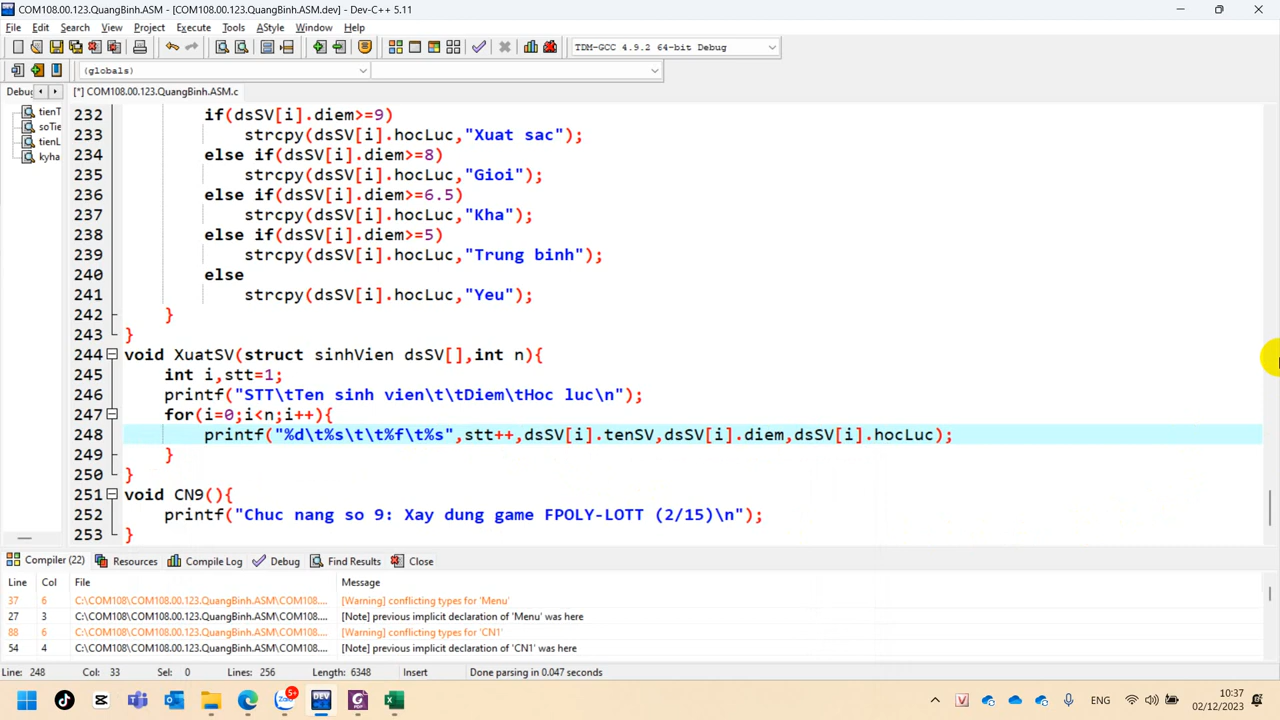 COM108.00.123.QuangBinh.ASM - [COM108.00.123.QuangBinh.ASM.dev] - Dev-C++ 5.11
File Edit Search View Project Execute Tools AStyle Window Help
TDM-GCC 4.9.2 64-bit Debug
(globals)
Debug [*] COM108.00.123.QuangBinh.ASM.c
tienT
soTie
tienL
kyha
232 if(dsSV[i].diem>=9)
233 strcpy(dsSV[i].hocLuc,"Xuat sac");
234 else if(dsSV[i].diem>=8)
235 strcpy(dsSV[i].hocLuc,"Gioi");
236 else if(dsSV[i].diem>=6.5)
237 strcpy(dsSV[i].hocLuc,"Kha");
238 else if(dsSV[i].diem>=5)
239 strcpy(dsSV[i].hocLuc,"Trung binh");
240 else
241 strcpy(dsSV[i].hocLuc,"Yeu");
242 }
243 }
244 void XuatSV(struct sinhVien dsSV[],int n){
245 int i,stt=1;
246 printf("STT\tTen sinh vien\t\tDiem\tHoc luc\n");
247 for(i=0;i<n;i++){
248 printf("%d\t%s\t\t%f\t%s",stt++,dsSV[i].tenSV,dsSV[i].diem,dsSV[i].hocLuc);
249 }
250 }
251 void CN9(){
252 printf("Chuc nang so 9: Xay dung game FPOLY-LOTT (2/15)\n");
253 }
Compiler (22) Resources Compile Log Debug Find Results Close
Line Col File Message
37 6 C:\COM108\COM108.00.123.QuangBinh.ASM\COM108.... [Warning] conflicting types for 'Menu'
27 3 C:\COM108\COM108.00.123.QuangBinh.ASM\COM108.... [Note] previous implicit declaration of 'Menu' was here
88 6 C:\COM108\COM108.00.123.QuangBinh.ASM\COM108.... [Warning] conflicting types for 'CN1'
54 4 C:\COM108\COM108.00.123.QuangBinh.ASM\COM108.... [Note] previous implicit declaration of 'CN1' was here
Line: 248 Col: 33 Sel: 0 Lines: 256 Length: 6348 Insert Done parsing in 0.047 seconds
5+
DEV
V ENG 10:37
02/12/2023